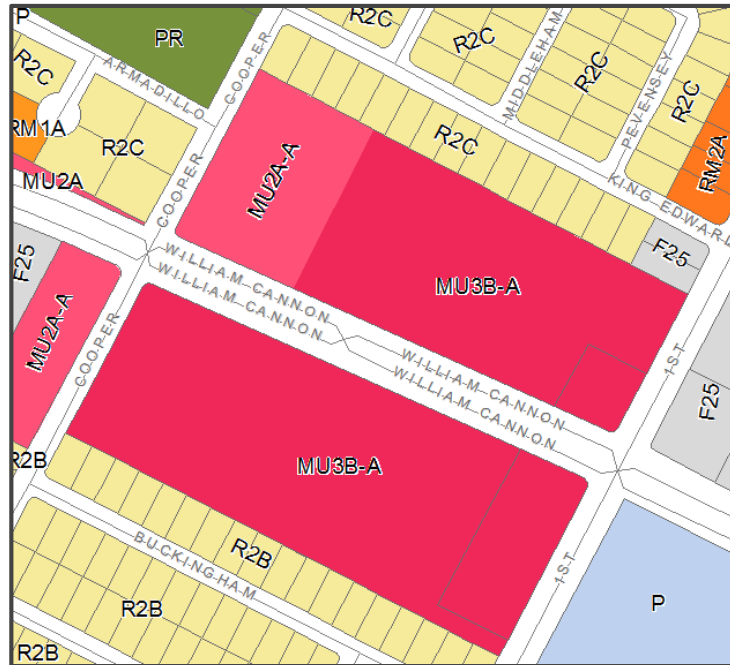 P
PR
R2C
R2C
R2C
R2C
MIDDLEHAM
PEVENSEY
ARMADILLO
COOPER
R2C
RM2A
RM1A
R2C
R2C
MU2A-A
KING EDWARD
MU2A
COOPER
F25
F25
WILLIAM CANNON
WILLIAM CANNON
MU3B-A
MU2A-A
COOPER
WILLIAM CANNON
WILLIAM CANNON
1ST
F25
R2B
MU3B-A
R2B
BUCKINGHAM
1ST
R2B
P
R2B